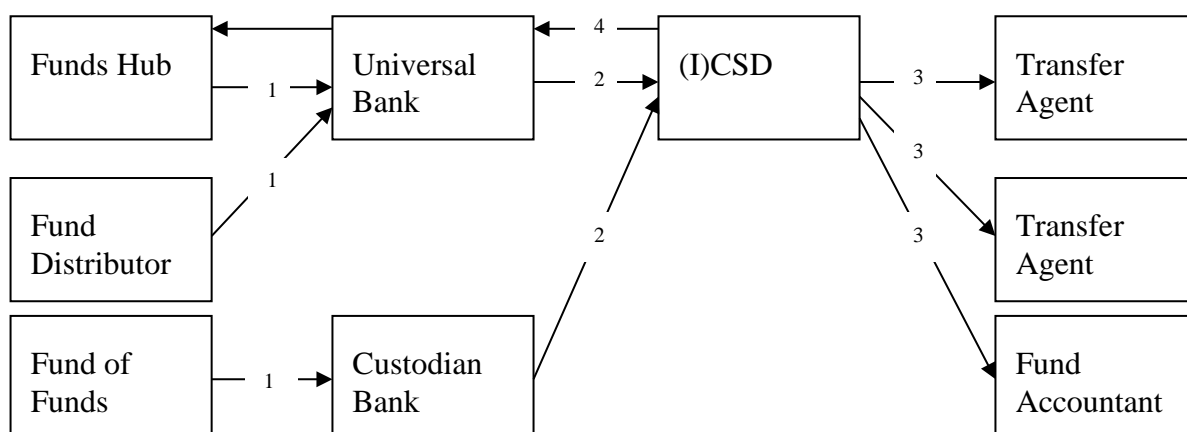 Funds Hub
1
Universal
Bank
4
2
(I)CSD
3
Transfer
Agent
Fund
Distributor
1
3
Transfer
Agent
2
3
Fund of
Funds
1
Custodian
Bank
Fund
Accountant